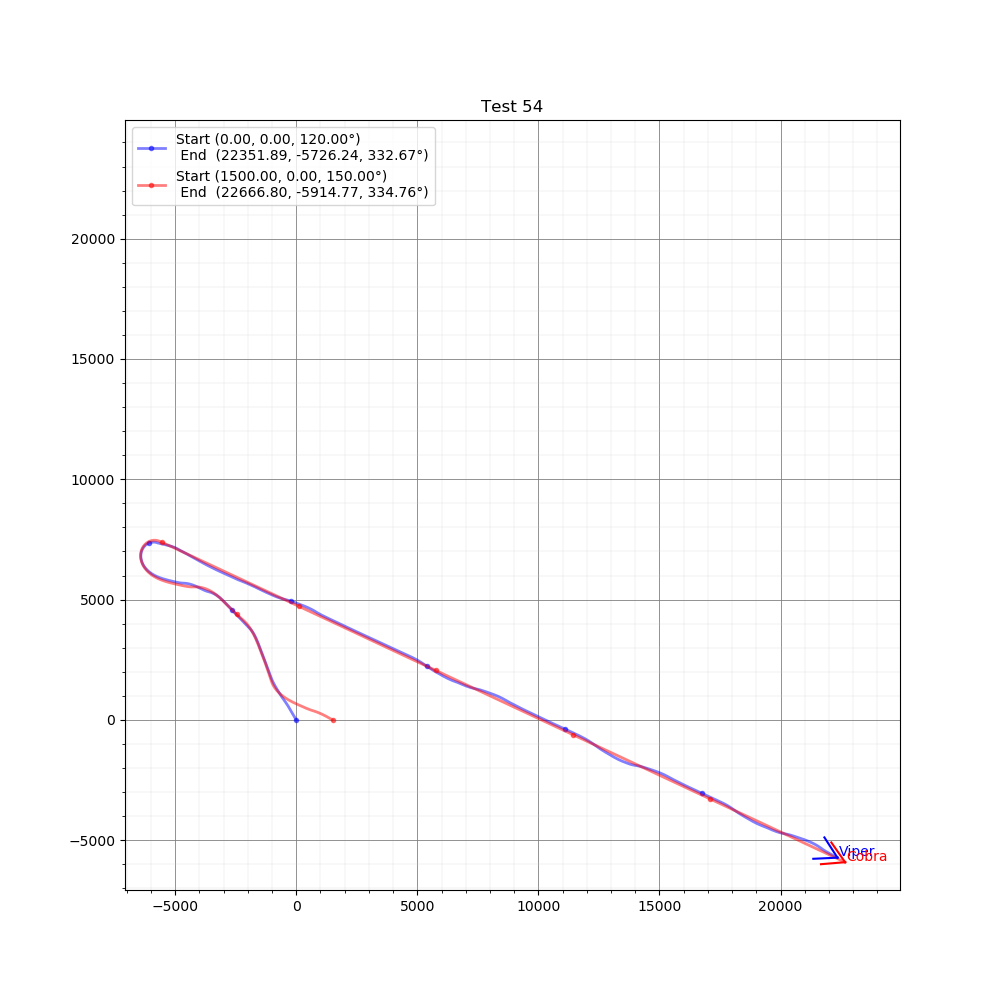 Test 54
Start (0.00, 0.00, 120.00°)
End  (22351.89, -5726.24, 332.67°)
Start (1500.00, 0.00, 150.00°)
End  (22666.80, -5914.77, 334.76°)
20000
15000
10000
5000
0
−5000
Viper
Cobra
−5000 0 5000 10000 15000 20000